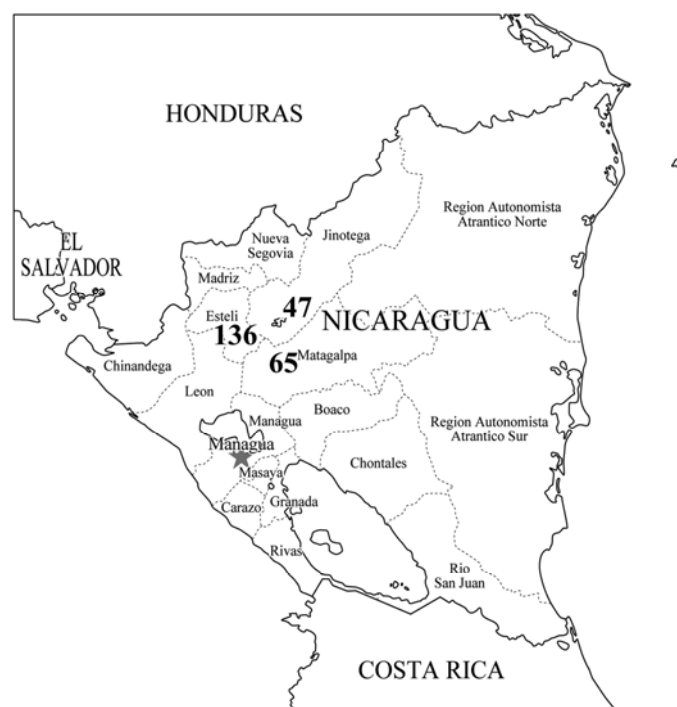 HONDURAS
4
Region Autonomista
Atrantico Norte
Nueva
Segovia
Jinotega
EL
SALVADOR
Madriz
47
Esteli
NICARAGUA
136
65
Matagalpa
Chinandega
Leon
Boaco
Managua
Region Autonomista
Atrantico Sur
Managua
Chontales
Masaya
Carazo
Granada
Rivas
Rio
San Juan
COSTA RICA